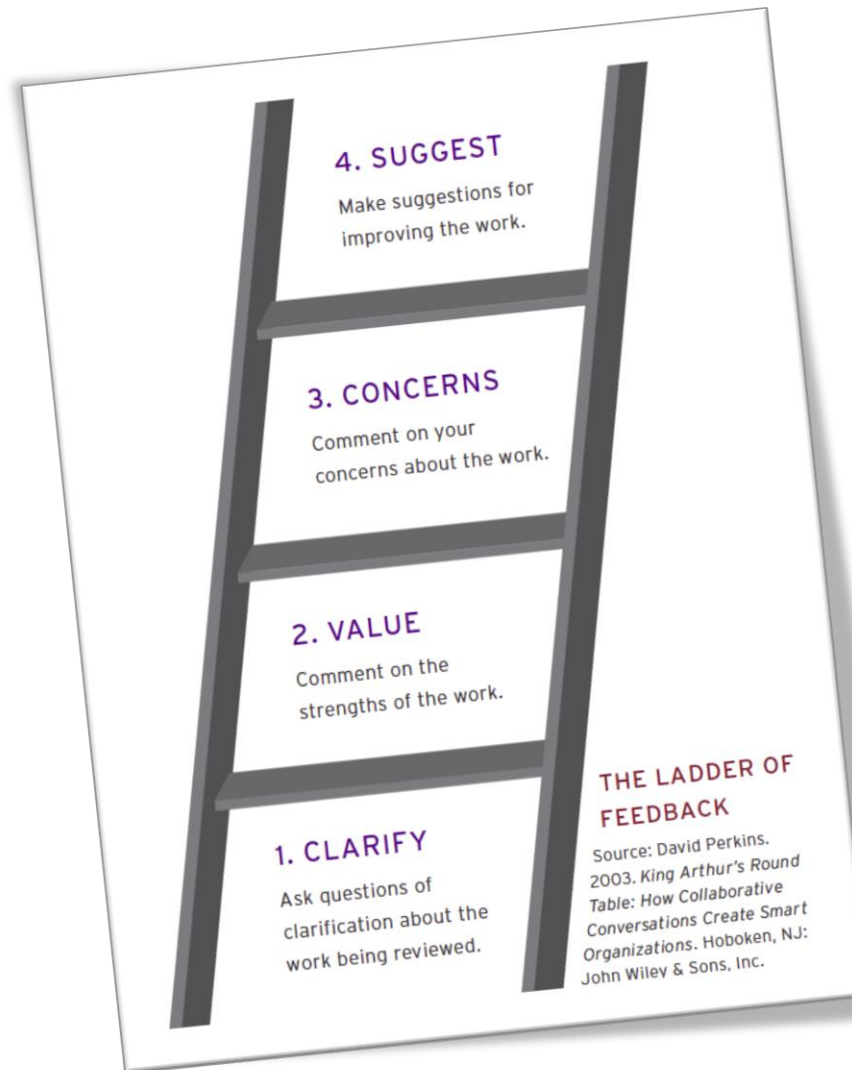 4. SUGGEST
Make suggestions for
improving the work.
3. CONCERNS
Comment on your
concerns about the work.
2. VALUE
Comment on the
strengths of the work.
1. CLARIFY
Ask questions of
clarification about the
work being reviewed.
THE LADDER OF
FEEDBACK
Source: David Perkins.
2003. King Arthur's Round
Table: How Collaborative
Conversations Create Smart
Organizations. Hoboken, NJ:
John Wiley & Sons, Inc.